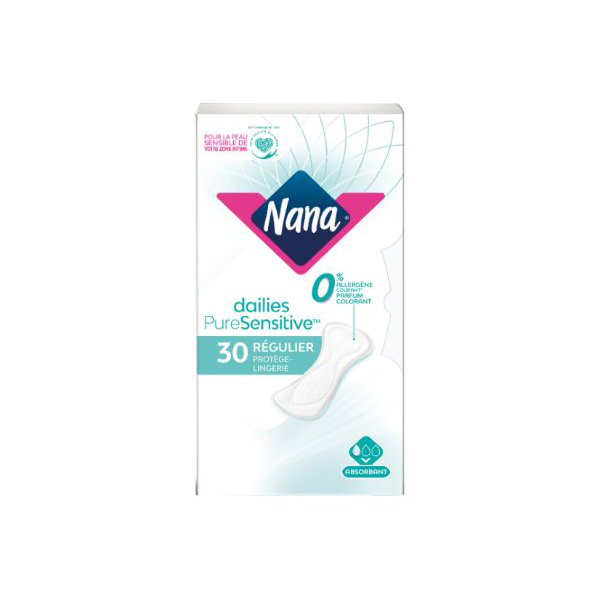 POUR LA PEAU
SENSIBLE DE
VOTRE ZONE INTIME
Nana®
0%
ALLERGÈNE
COURANT*
PARFUM
COLORANT
dailies
PureSensitive™
30 RÉGULIER
PROTÈGE-
LINGERIE
ABSORBANT